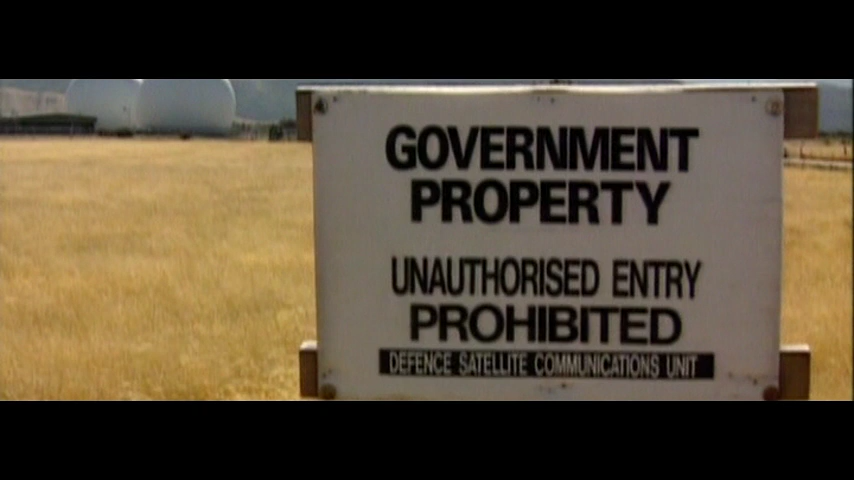 GOVERNMENT
PROPERTY
UNAUTHORISED ENTRY
PROHIBITED
DEFENCE SATELLITE COMMUNICATIONS UNIT